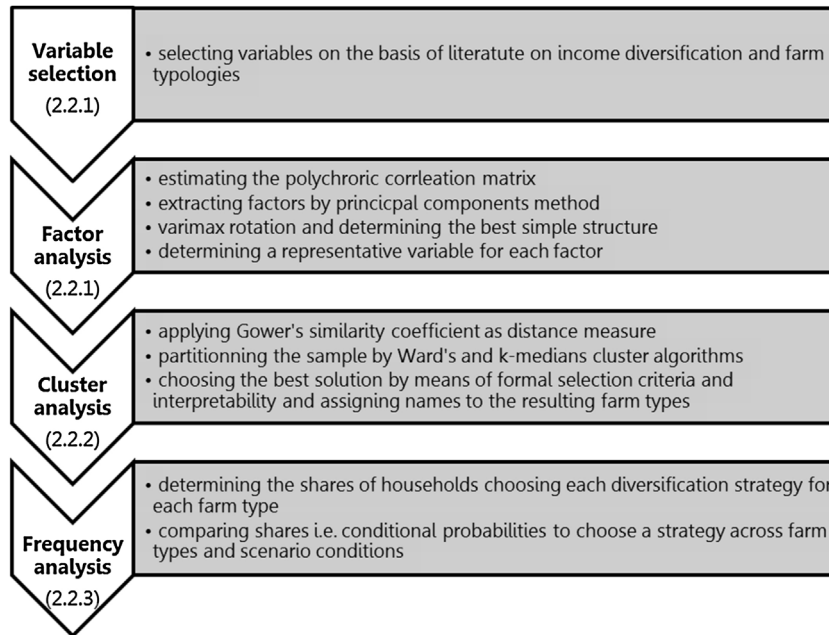 Variable
selection
(2.2.1)
• selecting variables on the basis of literatute on income diversification and farm
typologies
Factor
analysis
(2.2.1)
• estimating the polychroric corrleation matrix
• extracting factors by princicpal components method
• varimax rotation and determining the best simple structure
• determining a representative variable for each factor
Cluster
analysis
(2.2.2)
• applying Gower's similarity coefficient as distance measure
• partitionning the sample by Ward's and k-medians cluster algorithms
• choosing the best solution by means of formal selection criteria and
interpretability and assigning names to the resulting farm types
Frequency
analysis
(2.2.3)
• determining the shares of households choosing each diversification strategy for
each farm type
• comparing shares i.e. conditional probabilities to choose a strategy across farm
types and scenario conditions